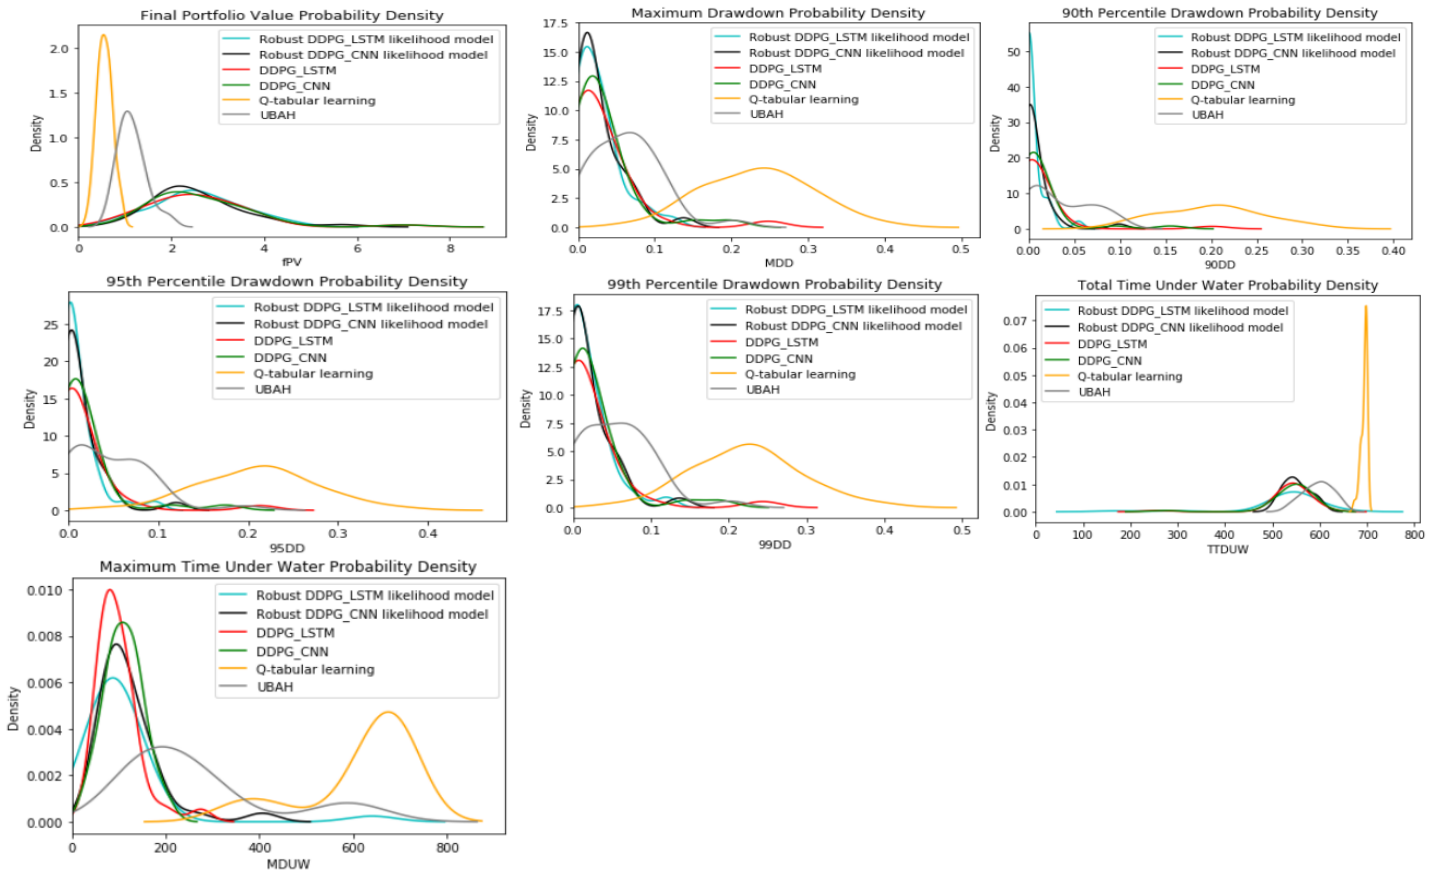 Final Portfolio Value Probability Density
Robust DDPG_LSTM likelihood model
Robust DDPG_CNN likelihood model
DDPG_LSTM
DDPG_CNN
Q-tabular learning
UBAH
Density
2.0
1.5
1.0
0.5
0.0
0 2 4 6 8
fPV
Maximum Drawdown Probability Density
Robust DDPG_LSTM likelihood model
Robust DDPG_CNN likelihood model
DDPG_LSTM
DDPG_CNN
Q-tabular learning
UBAH
Density
17.5
15.0
12.5
10.0
7.5
5.0
2.5
0.0
0.0 0.1 0.2 0.3 0.4 0.5
MDD
90th Percentile Drawdown Probability Density
Robust DDPG_LSTM likelihood model
Robust DDPG_CNN likelihood model
DDPG_LSTM
DDPG_CNN
Q-tabular learning
UBAH
Density
50
40
30
20
10
0
0.00 0.05 0.10 0.15 0.20 0.25 0.30 0.35 0.40
90DD
95th Percentile Drawdown Probability Density
Robust DDPG_LSTM likelihood model
Robust DDPG_CNN likelihood model
DDPG_LSTM
DDPG_CNN
Q-tabular learning
UBAH
Density
25
20
15
10
5
0
0.0 0.1 0.2 0.3 0.4
95DD
99th Percentile Drawdown Probability Density
Robust DDPG_LSTM likelihood model
Robust DDPG_CNN likelihood model
DDPG_LSTM
DDPG_CNN
Q-tabular learning
UBAH
Density
17.5
15.0
12.5
10.0
7.5
5.0
2.5
0.0
0.0 0.1 0.2 0.3 0.4 0.5
99DD
Total Time Under Water Probability Density
Robust DDPG_LSTM likelihood model
Robust DDPG_CNN likelihood model
DDPG_LSTM
DDPG_CNN
Q-tabular learning
UBAH
Density
0.07
0.06
0.05
0.04
0.03
0.02
0.01
0.00
0 100 200 300 400 500 600 700 800
TTDUW
Maximum Time Under Water Probability Density
Robust DDPG_LSTM likelihood model
Robust DDPG_CNN likelihood model
DDPG_LSTM
DDPG_CNN
Q-tabular learning
UBAH
Density
0.010
0.008
0.006
0.004
0.002
0.000
0 200 400 600 800
MDUW